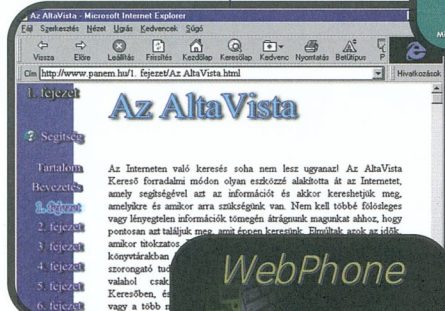 Az AltaVista - Microsoft Internet Explorer
Fájl Szerkesztés Nézet Ugrás Kedvencek Súgó
Vissza Előre Leállítás Frissítés Kezdőlap Keresőlap Kedvenc Nyomtatás Betűtípus P
Cím http://www.panem.hu/1. fejezet/Az AltaVista.html Hivatkozások
1. fejezet
Az AltaVista
Segítség
Tartalom
Bevezetés
1. fejezet
2. fejezet
3. fejezet
4. fejezet
5. fejezet
6. fejezet
Az Interneten való keresés soha nem lesz ugyanaz! Az AltaVista
Kereső forradalmi módon olyan eszközzé alakította át az Internetet,
amely segítségével azt az információt és akkor kereshetjük meg,
amelyikre és amikor arra szükségünk van. Nem kell többé fölösleges
vagy lényegtelen információk tömegén átrágnunk magunkat ahhoz, hogy
pontosan azt találjuk meg, amit éppen keresünk. Elmúltak azok az idők,
amikor titokzatos,
könyvtárakban
szorongató tud
valahol csak
Keresőben, és
vagy a több m
WebPhone
Mi